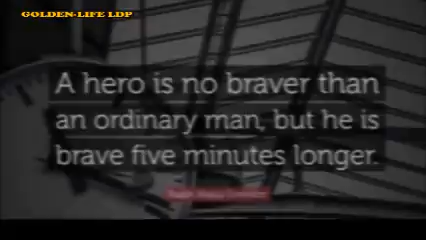 GOLDEN-LIFE LDP
A hero is no braver than
an ordinary man, but he is
brave five minutes longer.